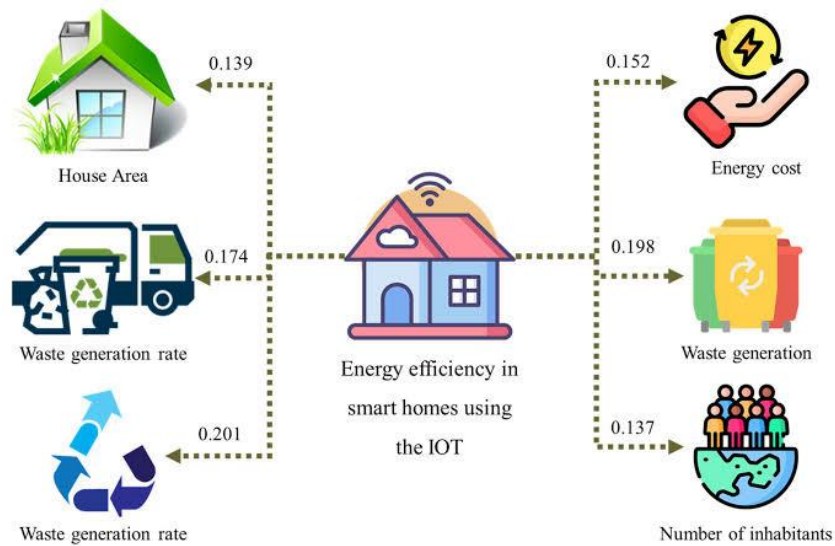 0.139
House Area
0.174
Waste generation rate
0.201
Waste generation rate
Energy efficiency in
smart homes using
the IOT
0.152
Energy cost
0.198
Waste generation
0.137
Number of inhabitants